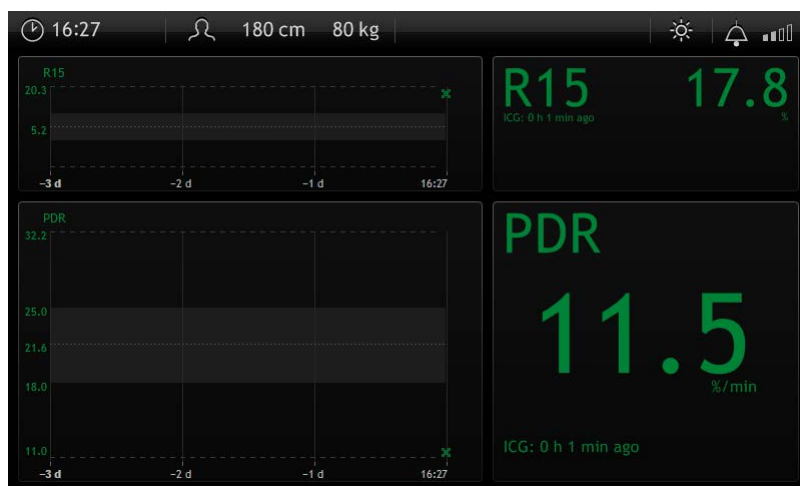 16:27 180 cm 80 kg
R15
20.3
5.2
−3 d −2 d −1 d 16:27
R15 17.8
ICG: 0 h 1 min ago %
PDR
32.2
25.0
21.6
18.0
11.0
−3 d −2 d −1 d 16:27
PDR
11.5
%/min
ICG: 0 h 1 min ago